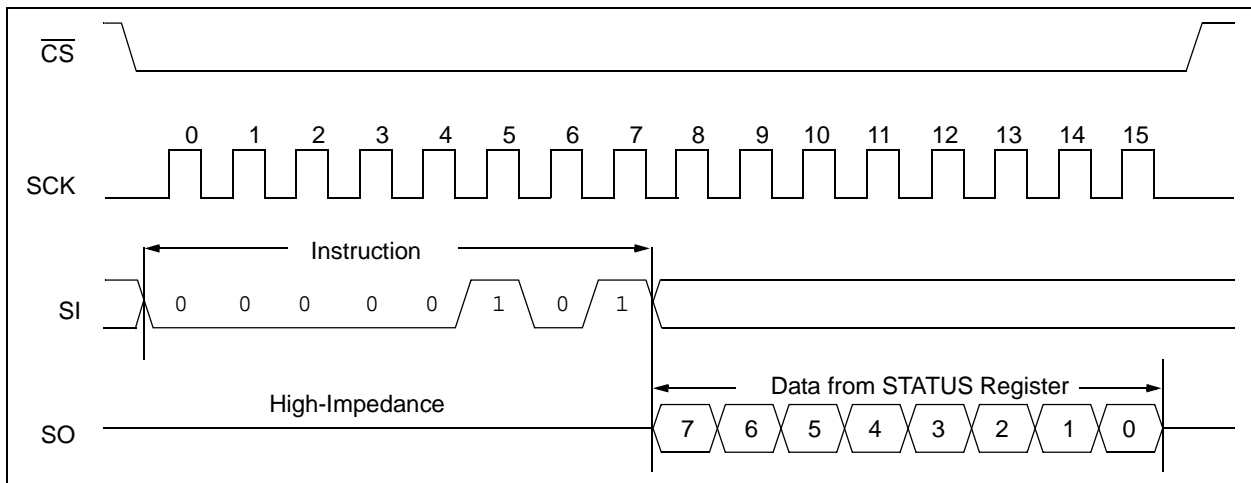 CS
0 1 2 3 4 5 6 7 8 9 10 11 12 13 14 15
SCK
Instruction
SI 0 0 0 0 0 1 0 1
Data from STATUS Register
High-Impedance
SO 7 6 5 4 3 2 1 0